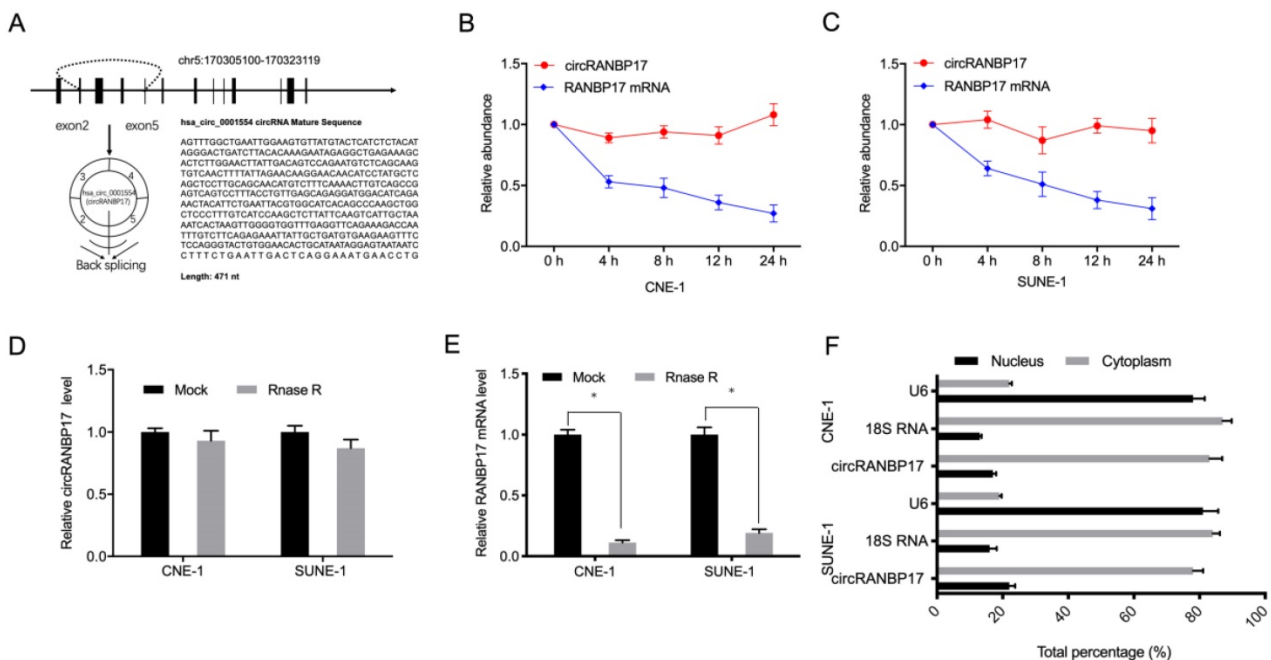 A
chr5:170305100-170323119
exon2
exon5
hsa_circ_0001554 circRNA Mature Sequence
AGTTTGGCTGAATTGGAAGTGTTATGTACTCATCTCTACAT
AGGGACTGATCTTACACAAAGAATAGAGGCTGAGAAAGC
ACTCTTGGAACTTATTGACAGTCCAGAATGTCTCAGCAAG
TGTCAACTTTTATTAGAACAAGGAACAACATCCTATGCTC
AGCTCCTTGCAGCAACATGTCTTTCAAAACTTGTCAGCCG
AGTCAGTCCTTTACCTGTTGAGCAGAGGATGGACATCAGA
AACTACATTCTGAATTACGTGGCATCACAGCCCAAGCTGG
CTCCCTTTGTCATCCAAGCTCTTATTCAAGTCATTGCTAA
AATCACTAAGTTGGGGTGGTTTGAGGTTCAGAAAGACCAA
TTTGTCTTCAGAGAAATTATTGCTGATGTGAAGAAGTTTC
TCCAGGGTACTGTGGAACACTGCATAATAGGAGTAATAATC
CTTTCTGAATTGACTCAGGAAATGAACCTG
Length: 471 nt
3
4
hsa_circ_0001554
(circRANBP17)
2
5
Back splicing
B
circRANBP17
RANBP17 mRNA
Relative abundance
1.5
1.0
0.5
0.0
0 h
4 h
8 h
12 h
24 h
CNE-1
C
circRANBP17
RANBP17 mRNA
Relative abundance
1.5
1.0
0.5
0.0
0 h
4 h
8 h
12 h
24 h
SUNE-1
D
Mock
Rnase R
Relative circRANBP17 level
1.5
1.0
0.5
0.0
CNE-1
SUNE-1
E
Mock
Rnase R
Relative RANBP17 mRNA level
1.5
1.0
0.5
0.0
*
*
CNE-1
SUNE-1
F
Nucleus
Cytoplasm
CNE-1
U6
18S RNA
circRANBP17
SUNE-1
U6
18S RNA
circRANBP17
0
20
40
60
80
100
Total percentage (%)